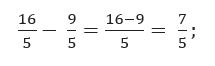 16/5 − 9/5 = 16−9/5 = 7/5;